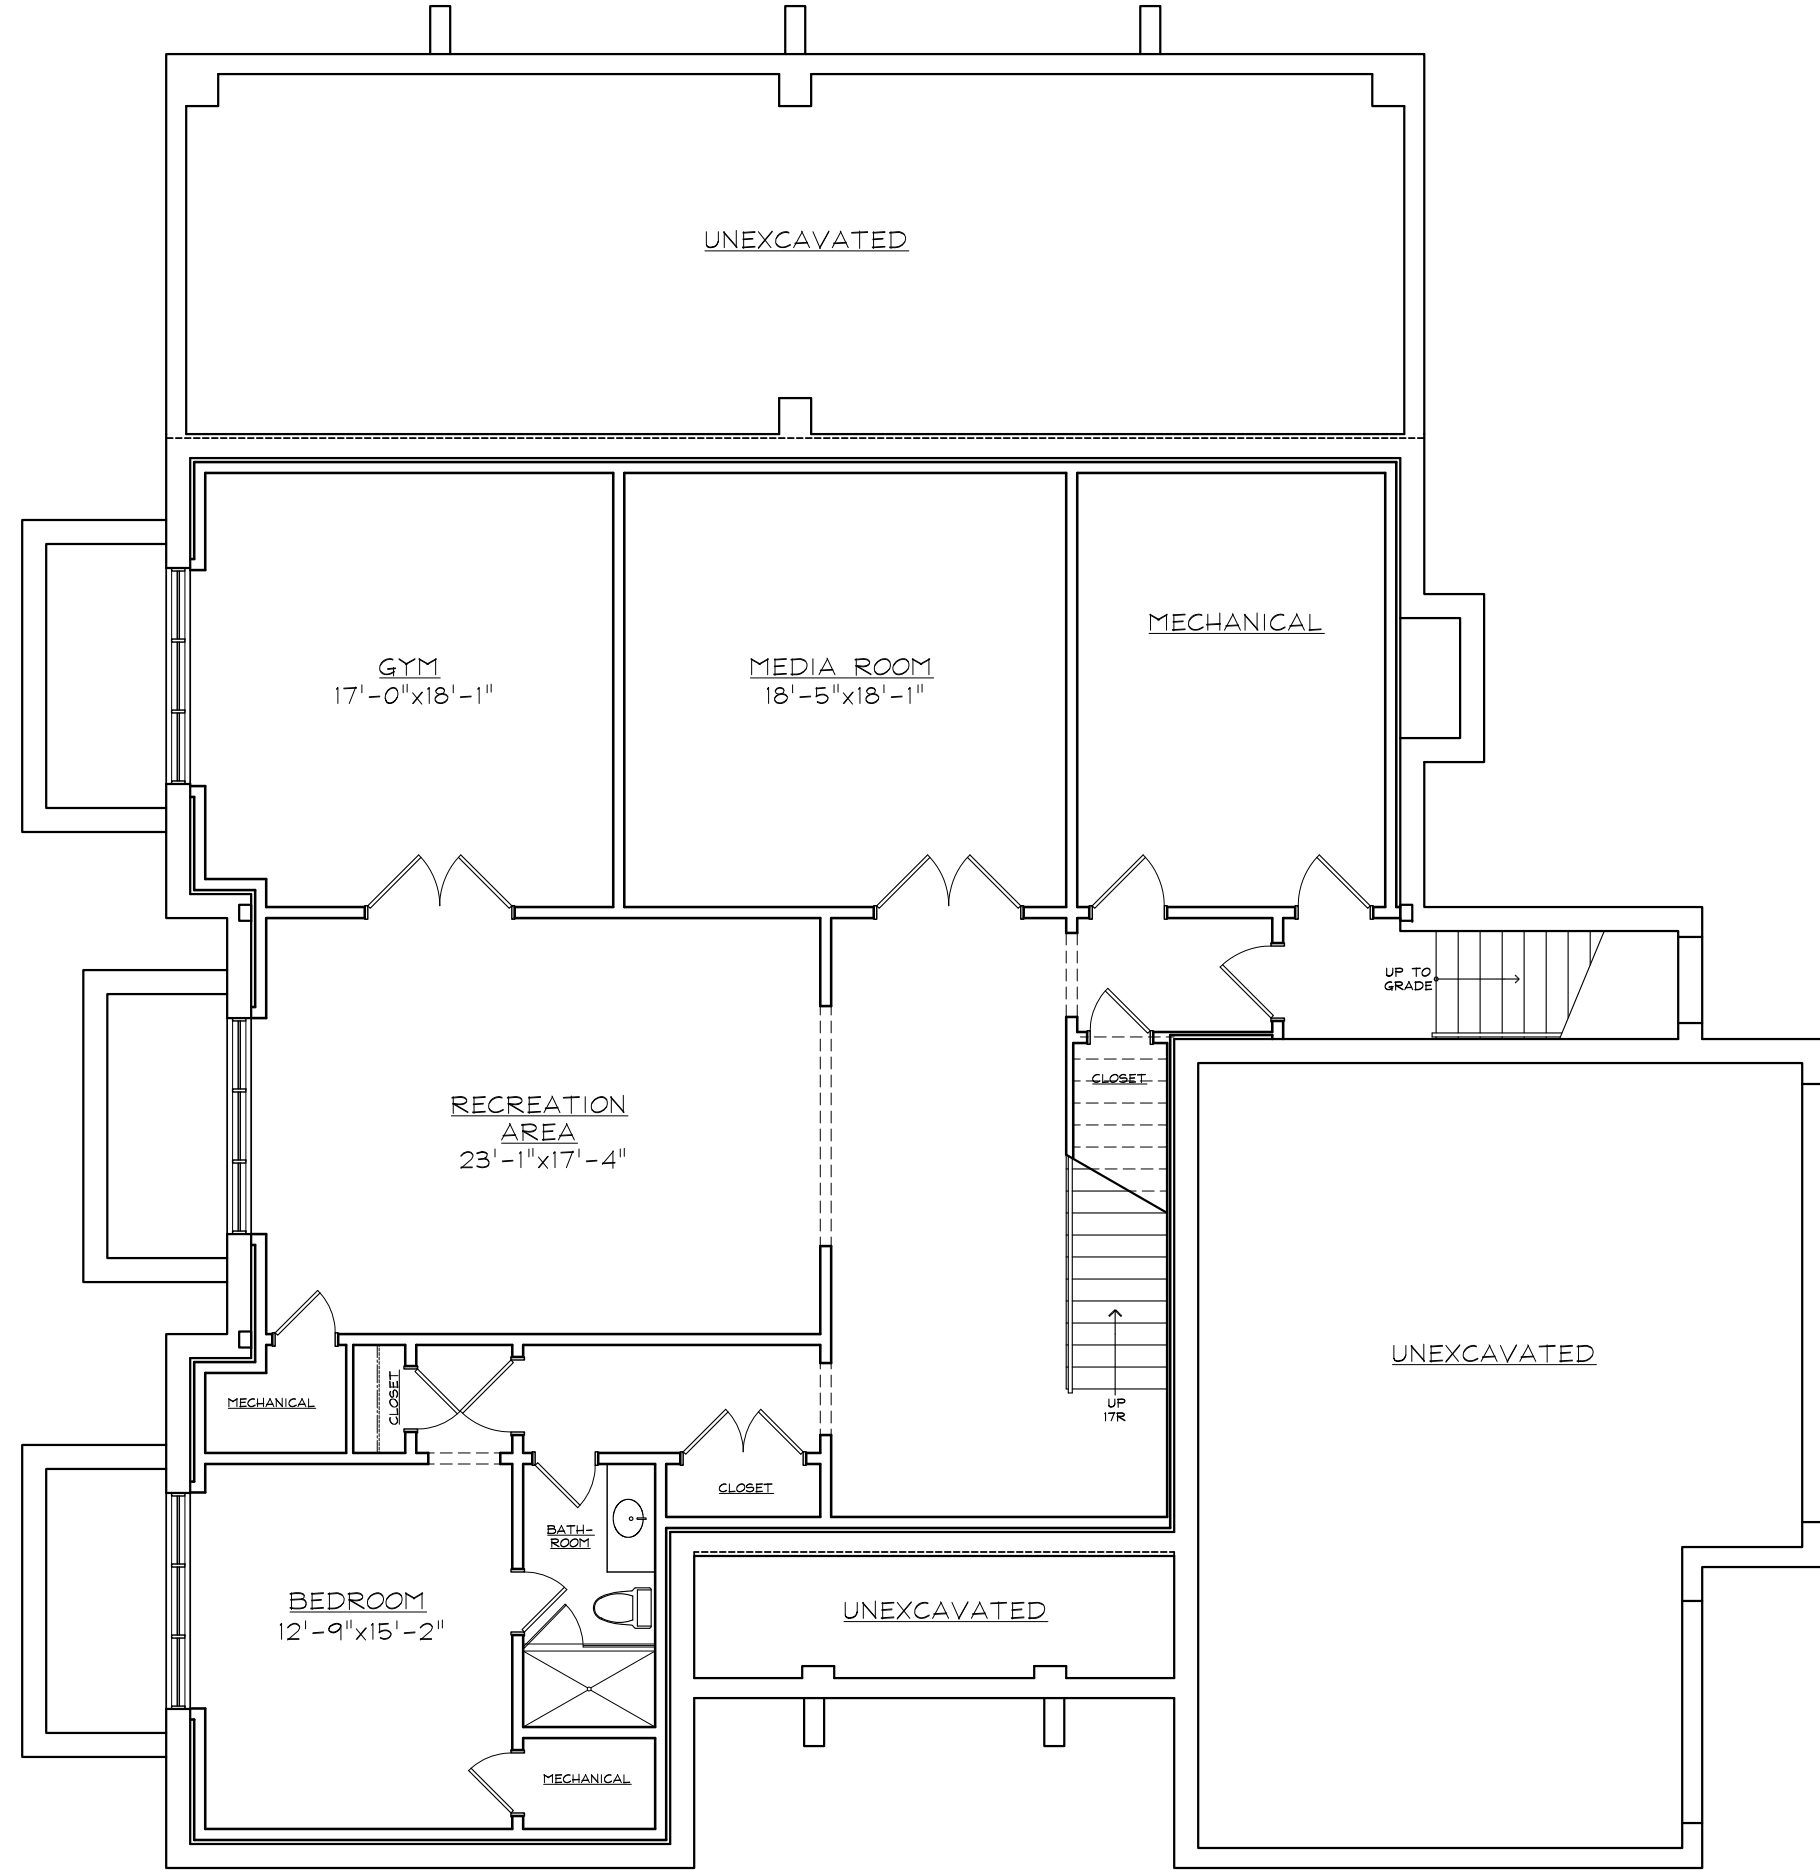 UNEXCAVATED
MECHANICAL
GYM
17'-0"x18'-1"
MEDIA ROOM
18'-5"x18'-1"
UP TO
GRADE
CLOSET
RECREATION
AREA
23'-1"x17'-4"
UNEXCAVATED
MECHANICAL
CLOSET
UP
17R
CLOSET
BATH-
ROOM
BEDROOM
12'-9"x15'-2"
UNEXCAVATED
MECHANICAL